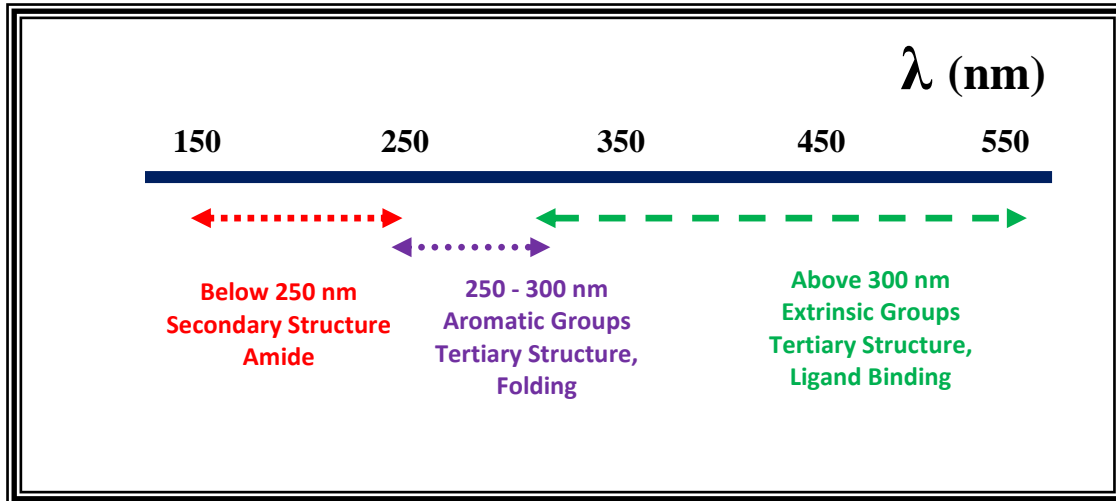 λ (nm)
150 250 350 450 550
Below 250 nm
Secondary Structure
Amide
250 - 300 nm
Aromatic Groups
Tertiary Structure,
Folding
Above 300 nm
Extrinsic Groups
Tertiary Structure,
Ligand Binding